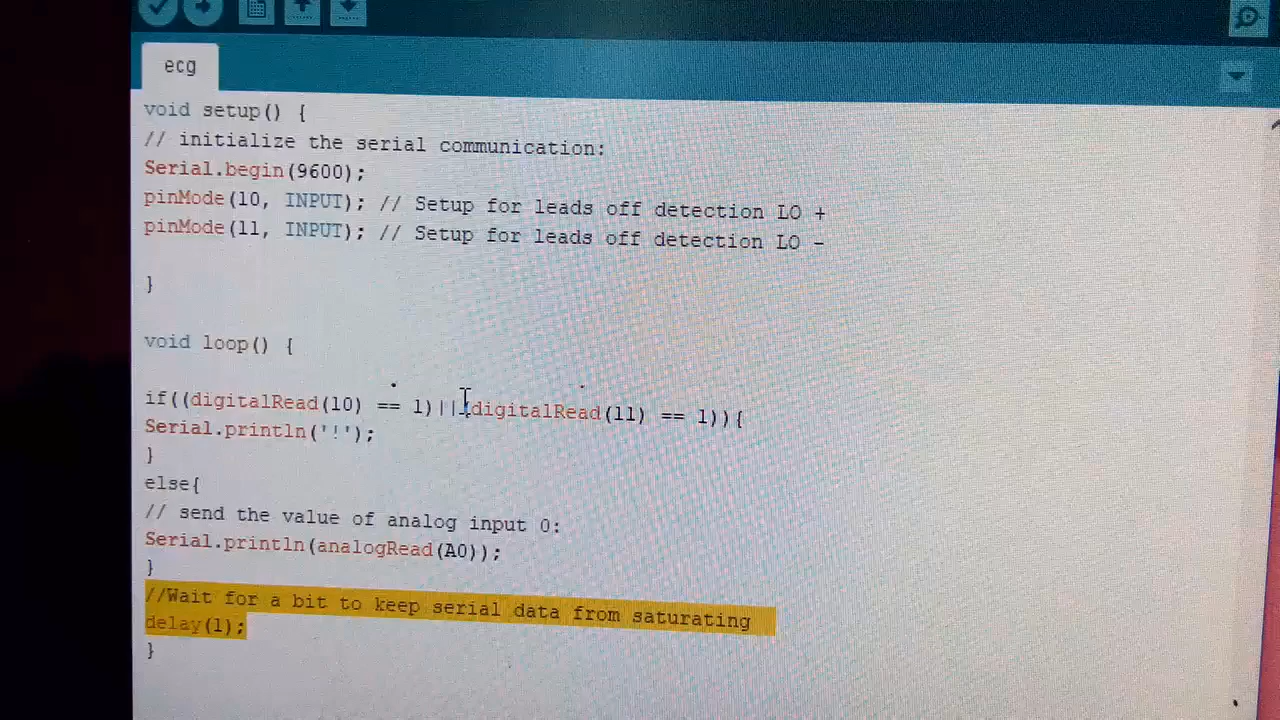 ecg
void setup() {
// initialize the serial communication:
Serial.begin(9600);
pinMode(10, INPUT); // Setup for leads off detection LO +
pinMode(11, INPUT); // Setup for leads off detection LO -
}
void loop() {
if((digitalRead(10) == 1)||(digitalRead(11) == 1)){
Serial.println('!');
}
else{
// send the value of analog input 0:
Serial.println(analogRead(A0));
}
//Wait for a bit to keep serial data from saturating
delay(1);
}